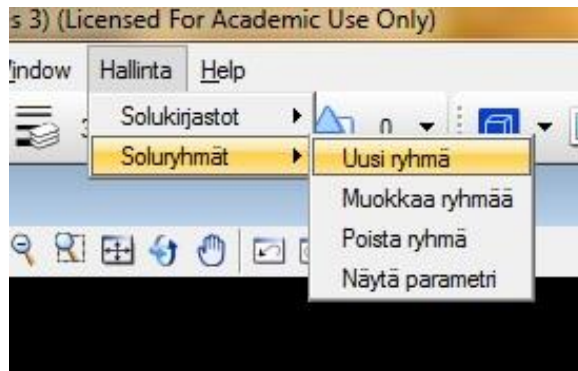 s 3) (Licensed For Academic Use Only)
Window Hallinta Help
Solukirjastot
0
Soluryhmät
Uusi ryhmä
Muokkaa ryhmää
Poista ryhmä
Näytä parametri